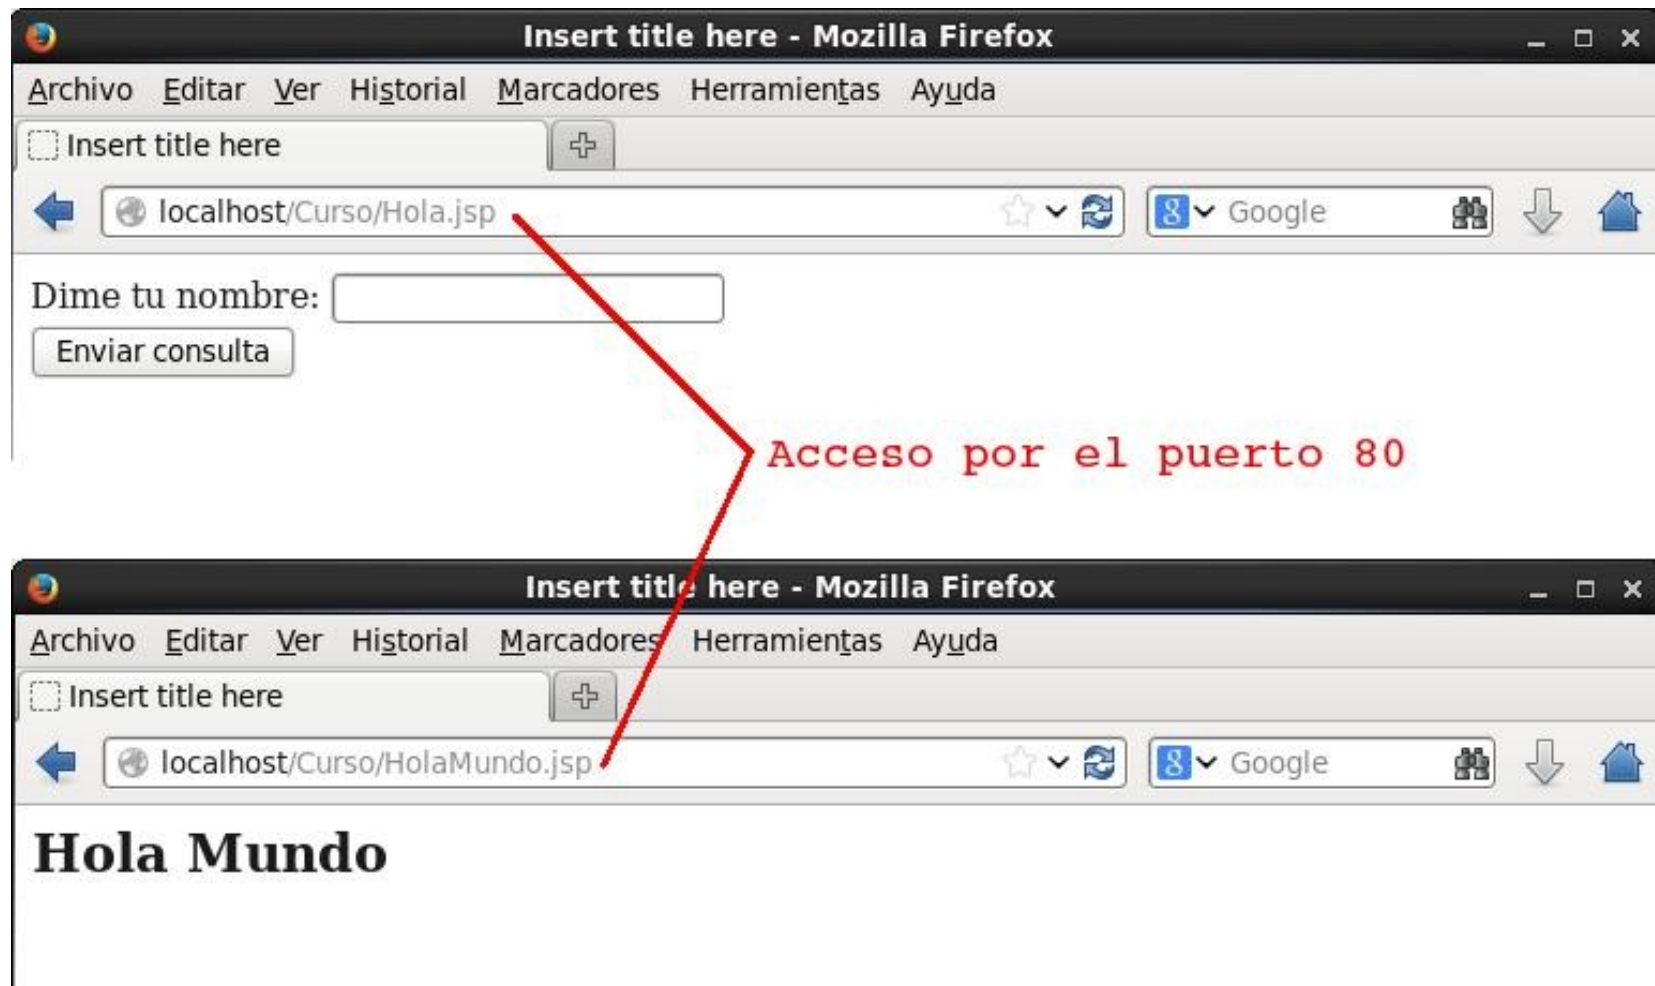 Insert title here - Mozilla Firefox
Archivo Editar Ver Historial Marcadores Herramientas Ayuda
Insert title here
localhost/Curso/Hola.jsp
8 Google
Dime tu nombre:
Enviar consulta
Acceso por el puerto 80
Insert title here - Mozilla Firefox
Archivo Editar Ver Historial Marcadores Herramientas Ayuda
Insert title here
localhost/Curso/HolaMundo.jsp
8 Google
Hola Mundo